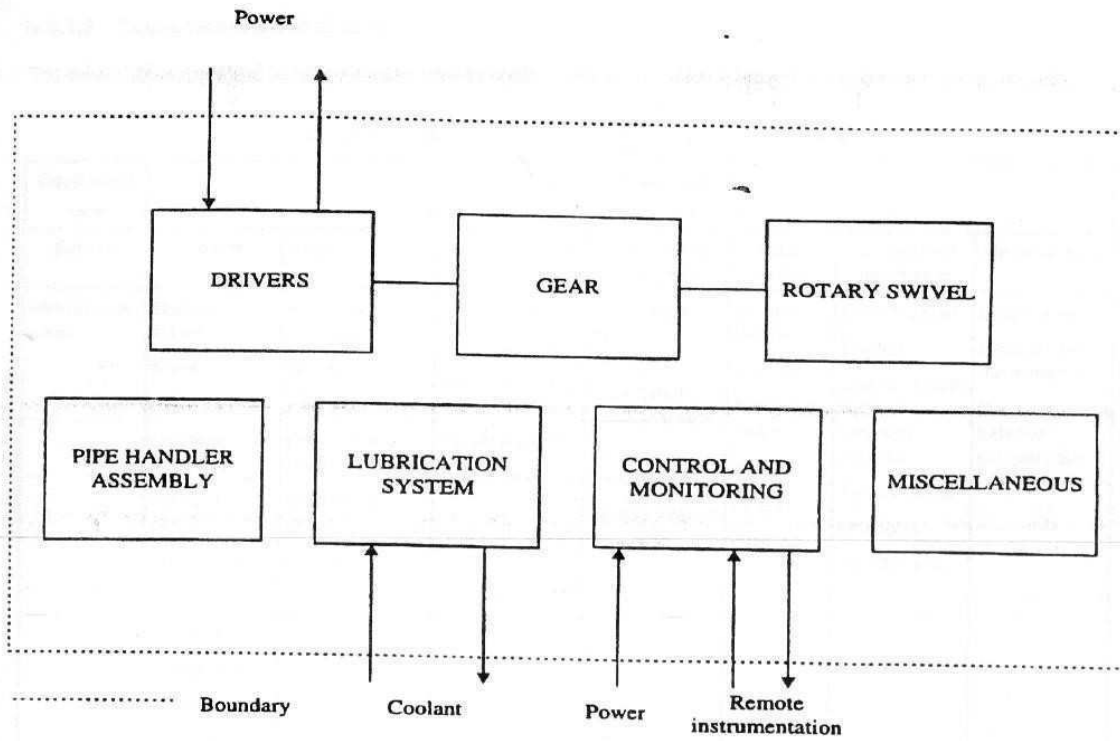 Power
DRIVERS
GEAR
ROTARY SWIVEL
PIPE HANDLER
ASSEMBLY
LUBRICATION
SYSTEM
CONTROL AND
MONITORING
MISCELLANEOUS
Boundary
Coolant
Power
Remote
instrumentation